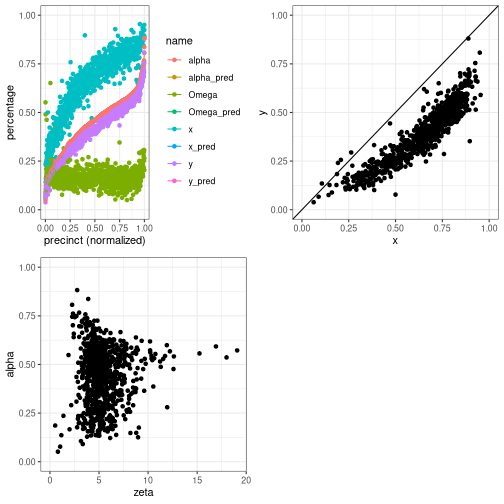 1.00
0.75
0.50
0.25
0.00
percentage
0.00 0.25 0.50 0.75 1.00
precinct (normalized)
name
alpha
alpha_pred
Omega
Omega_pred
x
x_pred
y
y_pred
1.00
0.75
0.50
0.25
0.00
y
0.00 0.25 0.50 0.75 1.00
x
1.00
0.75
0.50
0.25
0.00
alpha
0 5 10 15 20
zeta